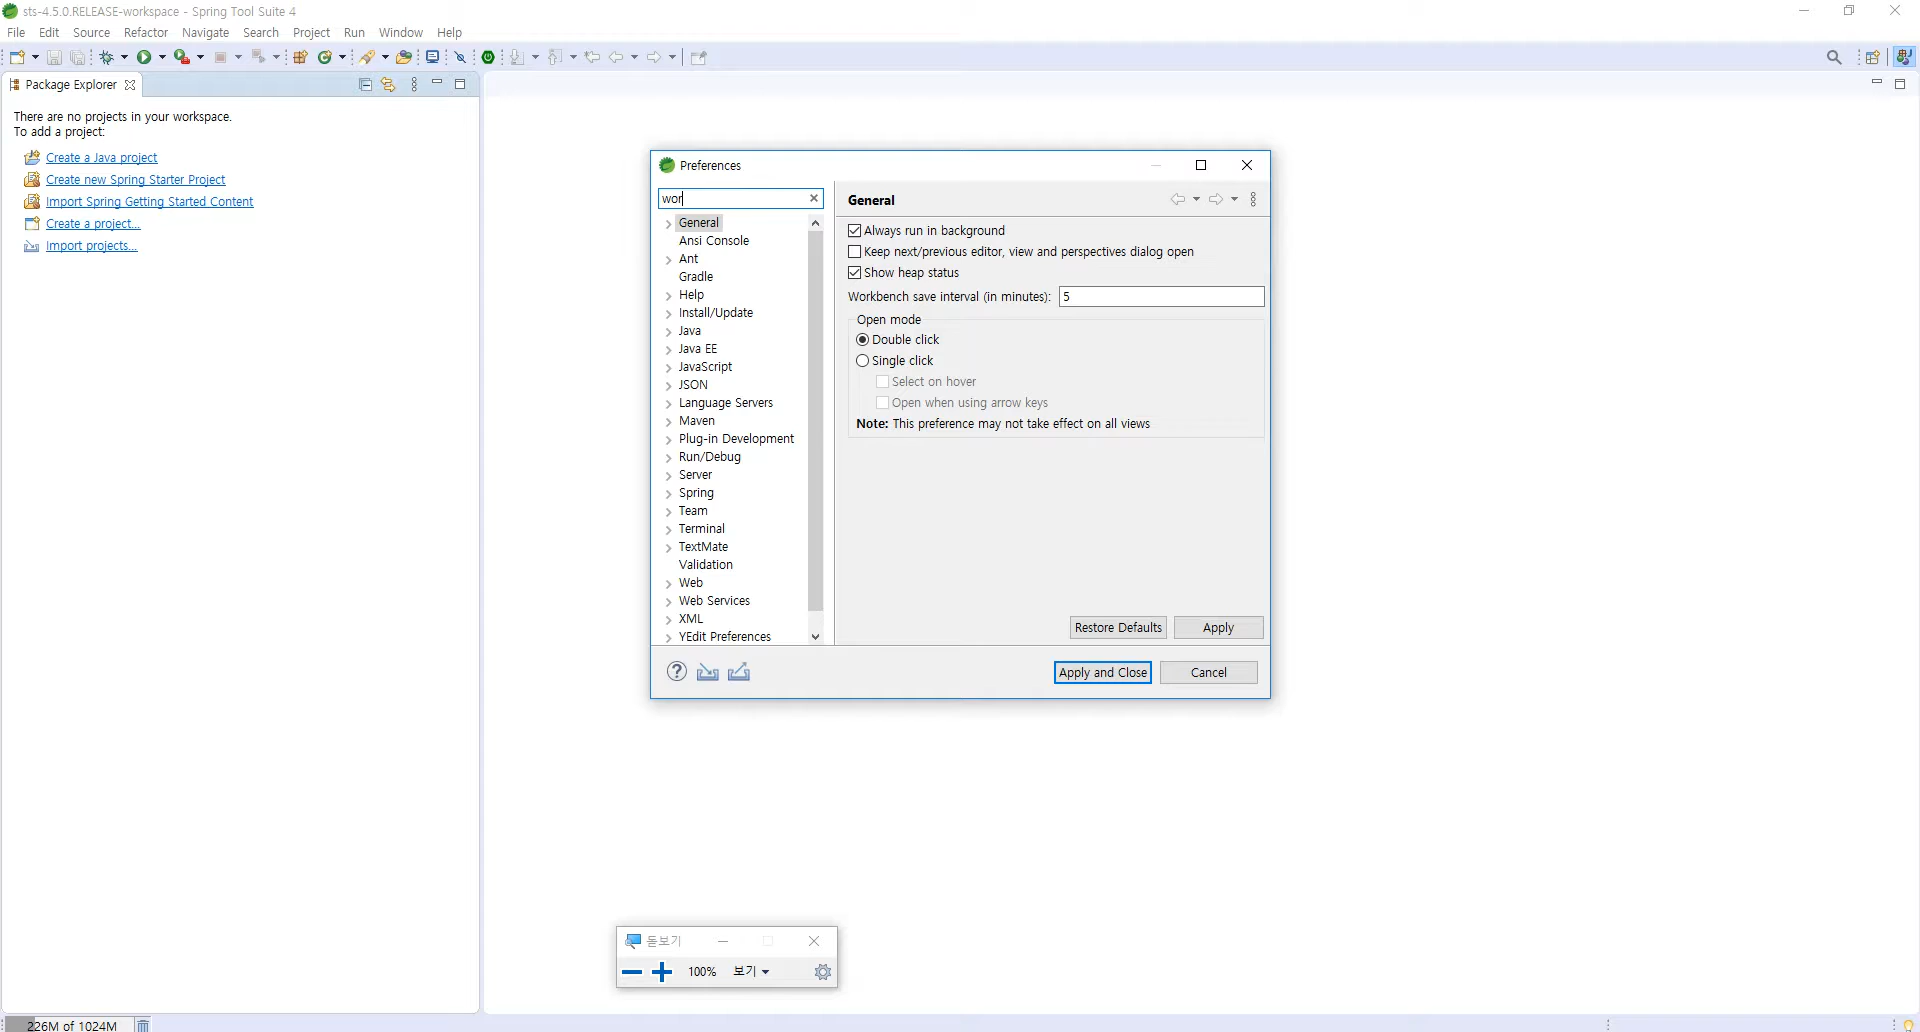 sts-4.5.0.RELEASE-workspace - Spring Tool Suite 4
File Edit Source Refactor Navigate Search Project Run Window Help
Package Explorer
There are no projects in your workspace.
To add a project:
Create a Java project
Create new Spring Starter Project
Import Spring Getting Started Content
Create a project...
Import projects...
Preferences
wor
General
Ansi Console
Ant
Gradle
Help
Install/Update
Java
Java EE
JavaScript
JSON
Language Servers
Maven
Plug-in Development
Run/Debug
Server
Spring
Team
Terminal
TextMate
Validation
Web
Web Services
XML
YEdit Preferences
General
Always run in background
Keep next/previous editor, view and perspectives dialog open
Show heap status
Workbench save interval (in minutes): 5
Open mode
Double click
Single click
Select on hover
Open when using arrow keys
Note: This preference may not take effect on all views
Restore Defaults Apply
Apply and Close Cancel
돋보기
100% 보기
226M of 1024M